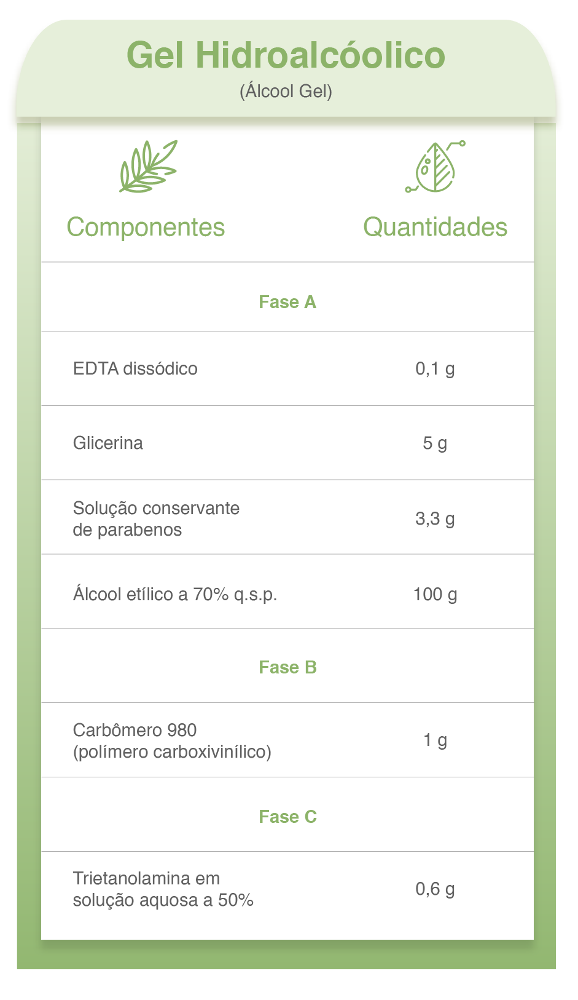 Gel Hidroalcóolico
(Álcool Gel)
Componentes
Quantidades
Fase A
EDTA dissódico
0,1 g
Glicerina
5 g
Solução conservante
de parabenos
3,3 g
Álcool etílico a 70% q.s.p.
100 g
Fase B
Carbômero 980
(polímero carboxivinílico)
1 g
Fase C
Trietanolamina em
solução aquosa a 50%
0,6 g